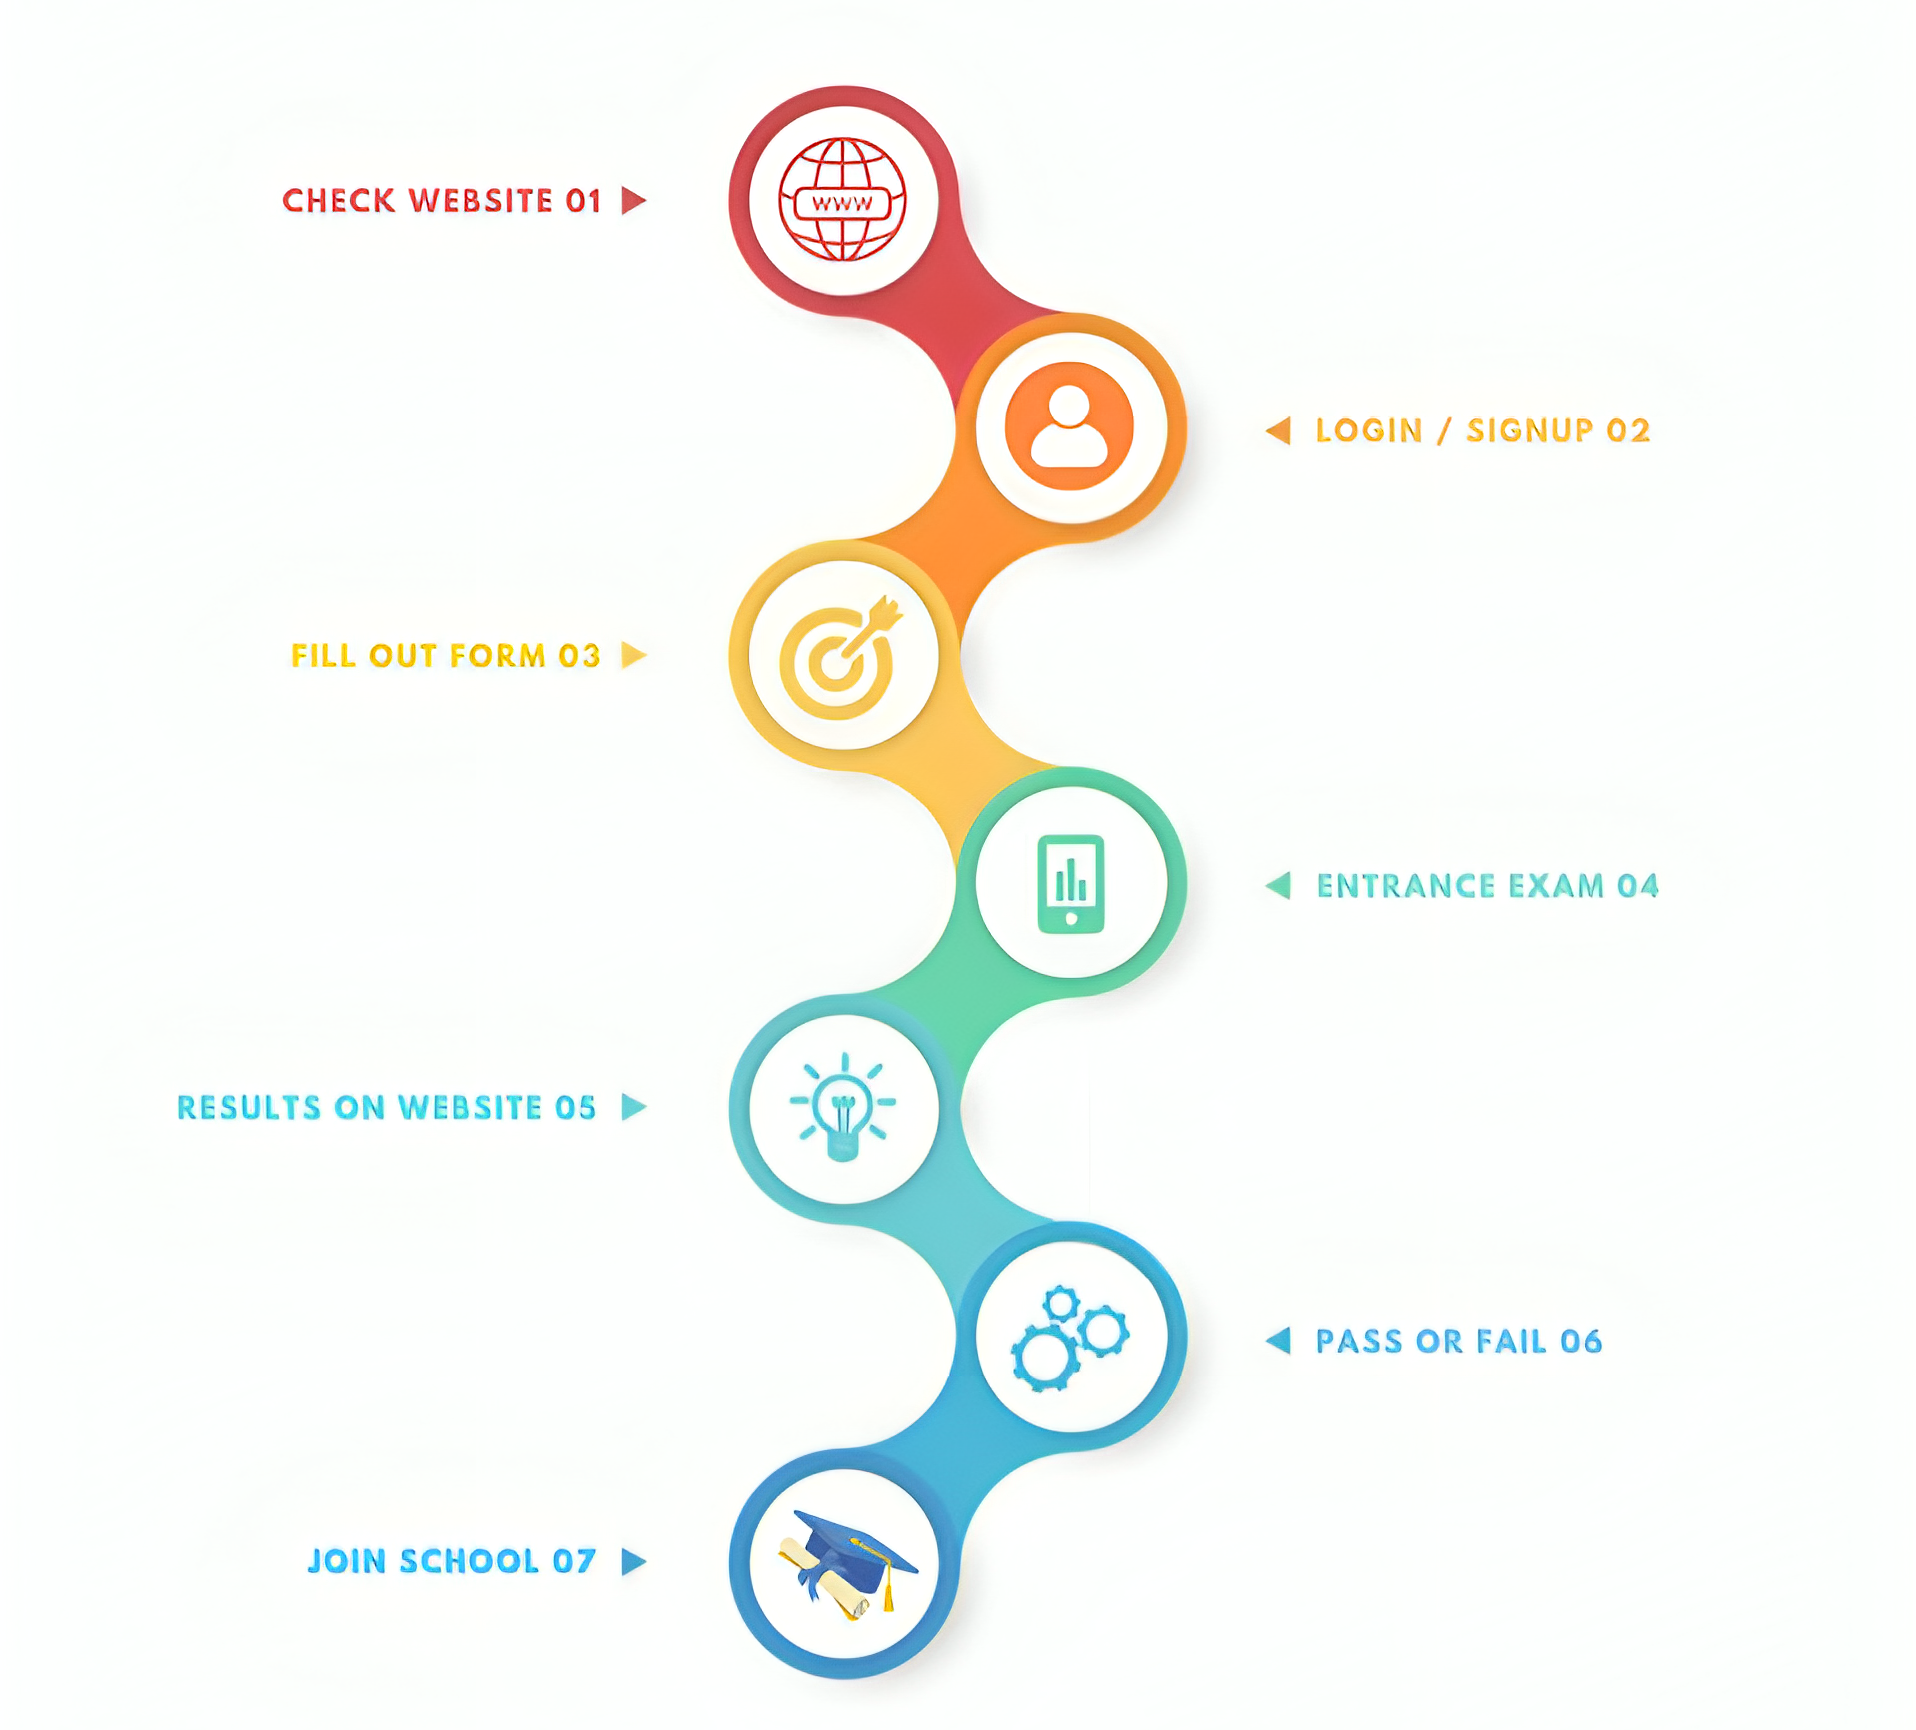 CHECK WEBSITE 01
WWW
LOGIN / SIGNUP 02
FILL OUT FORM 03
ENTRANCE EXAM 04
RESULTS ON WEBSITE 05
PASS OR FAIL 06
JOIN SCHOOL 07